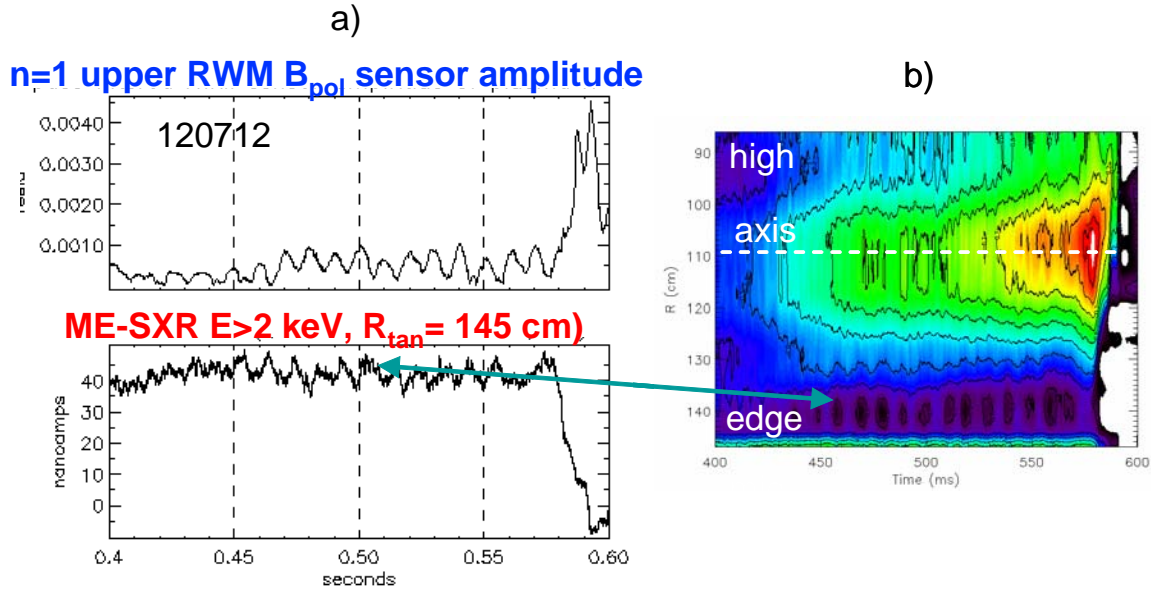 a)
n=1 upper RWM Bpol sensor amplitude
120712
0.0040
0.0030
0.0020
0.0010
ME-SXR E>2 keV, Rtan= 145 cm)
40
30
20
10
0
nanoamps
0.4 0.45 0.50 0.55 0.60
seconds
b)
high
axis
edge
90
100
110
120
130
140
R (cm)
400 450 500 550 600
Time (ms)